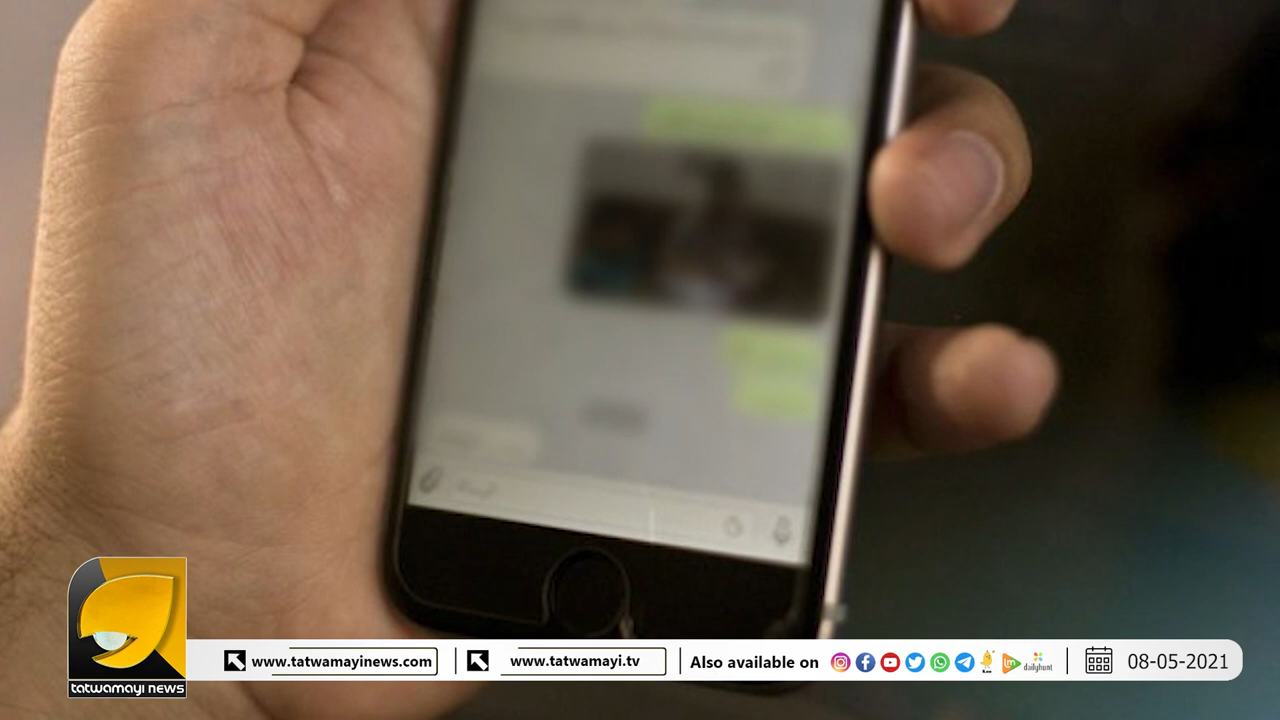 tatwamayi news
www.tatwamayinews.com
www.tatwamayi.tv
Also available on
dailyhunt
08-05-2021